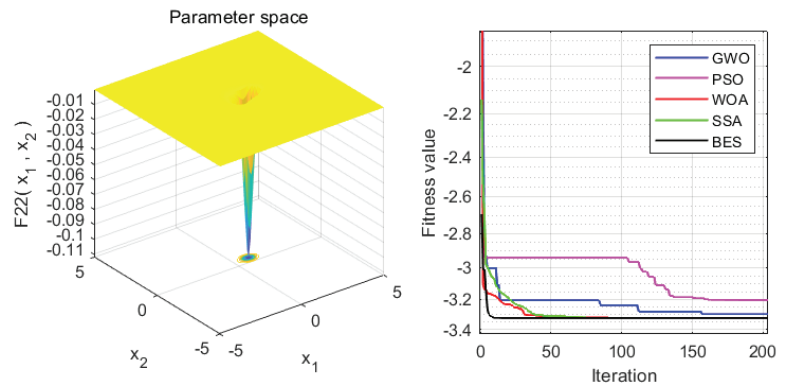 Parameter space
-0.01
-0.02
-0.03
-0.04
-0.05
-0.06
-0.07
-0.08
-0.09
-0.1
-0.11
F22( x1 , x2 )
5
0
-5
x2
-5
0
5
x1
-2
-2.2
-2.4
-2.6
-2.8
-3
-3.2
-3.4
Fitness value
GWO
PSO
WOA
SSA
BES
0
50
100
150
200
Iteration